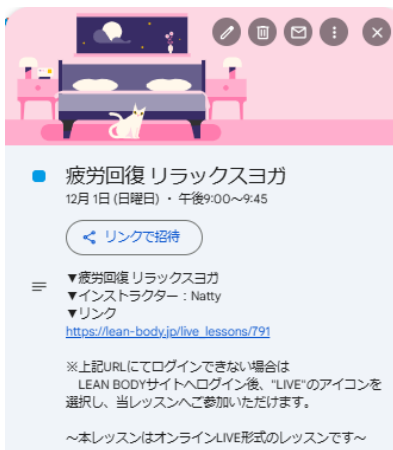 疲労回復 リラックスヨガ
12月 1日 (日曜日) ・ 午後9:00～9:45
リンクで招待
▼疲労回復 リラックスヨガ
▼インストラクター：Natty
▼リンク
https://lean-body.jp/live_lessons/791
※上記URLにてログインできない場合は
LEAN BODYサイトへログイン後、“LIVE”のアイコンを
選択し、当レッスンへご参加いただけます。
～本レッスンはオンラインLIVE形式のレッスンです～